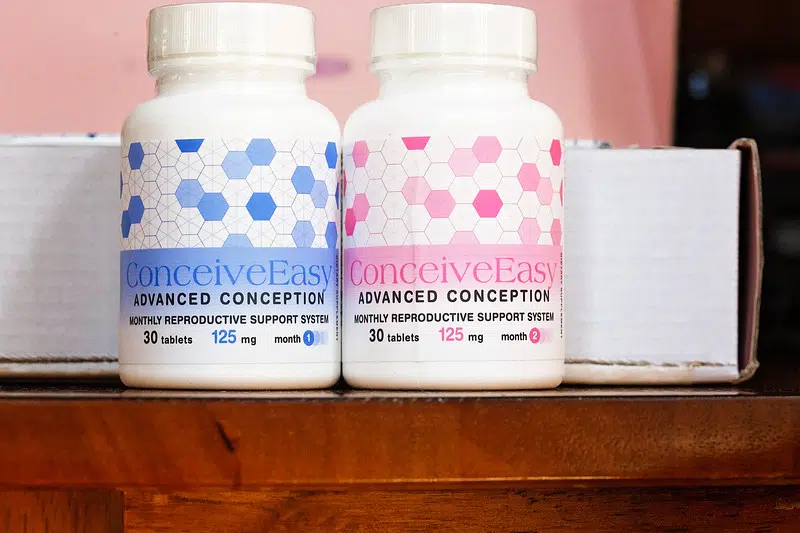 ConceiveEasy
ADVANCED CONCEPTION
MONTHLY REPRODUCTIVE SUPPORT SYSTEM
30 tablets 125 mg month 1
ConceiveEasy
ADVANCED CONCEPTION
MONTHLY REPRODUCTIVE SUPPORT SYSTEM
30 tablets 125 mg month 2